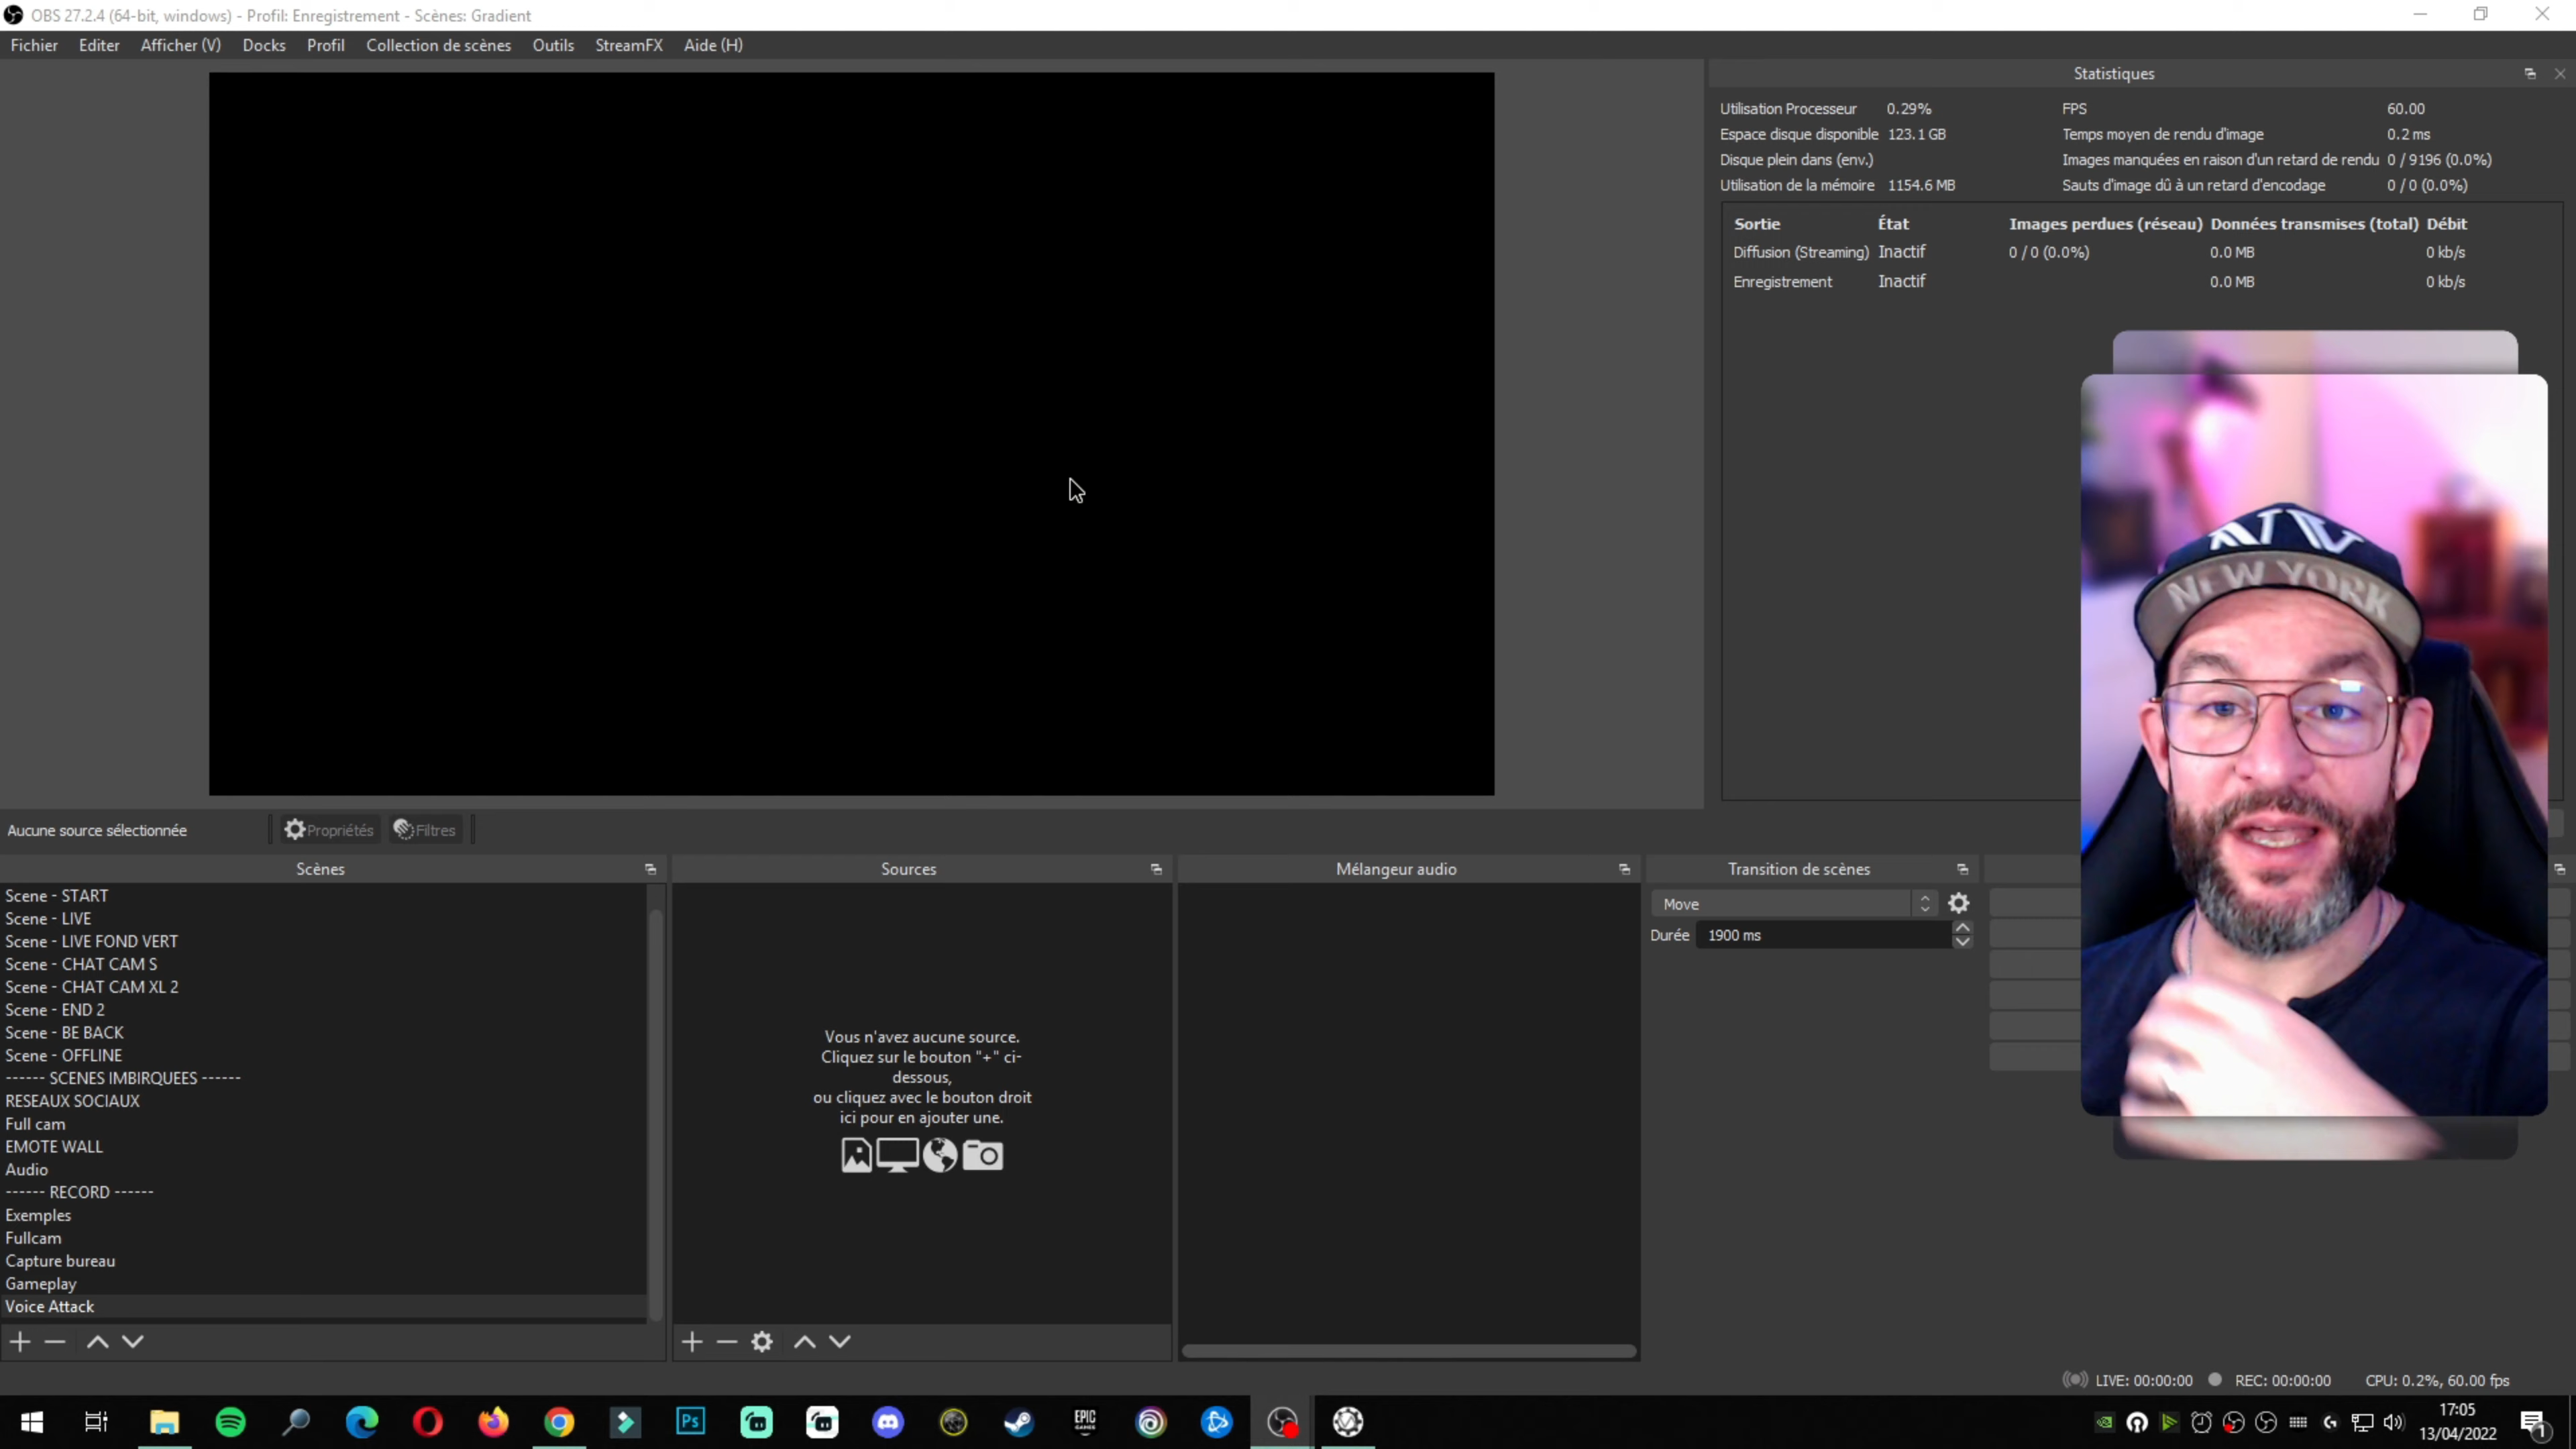 OBS 27.2.4 (64-bit, windows) - Profil: Enregistrement - Scènes: Gradient
Fichier Editer Afficher (V) Docks Profil Collection de scènes Outils StreamFX Aide (H)
Statistiques
Utilisation Processeur 0.29% FPS 60.00
Espace disque disponible 123.1 GB Temps moyen de rendu d'image 0.2 ms
Disque plein dans (env.) Images manquées en raison d'un retard de rendu 0 / 9196 (0.0%)
Utilisation de la mémoire 1154.6 MB Sauts d'image dû à un retard d'encodage 0 / 0 (0.0%)
Sortie État Images perdues (réseau) Données transmises (total) Débit
Diffusion (Streaming) Inactif 0 / 0 (0.0%) 0.0 MB 0 kb/s
Enregistrement Inactif 0.0 MB 0 kb/s
NEW YORK
Aucune source sélectionnée Propriétés Filtres
Scènes
Scene - START
Scene - LIVE
Scene - LIVE FOND VERT
Scene - CHAT CAM S
Scene - CHAT CAM XL 2
Scene - END 2
Scene - BE BACK
Scene - OFFLINE
------ SCENES IMBIRQUEES ------
RESEAUX SOCIAUX
Full cam
EMOTE WALL
Audio
------ RECORD ------
Exemples
Fullcam
Capture bureau
Gameplay
Voice Attack
Sources
Vous n'avez aucune source.
Cliquez sur le bouton "+" ci-
dessous,
ou cliquez avec le bouton droit
ici pour en ajouter une.
Mélangeur audio
Transition de scènes
Move
Durée 1900 ms
LIVE: 00:00:00 REC: 00:00:00 CPU: 0.2%, 60.00 fps
Ps
EPIC
GAMES
17:05
13/04/2022
1